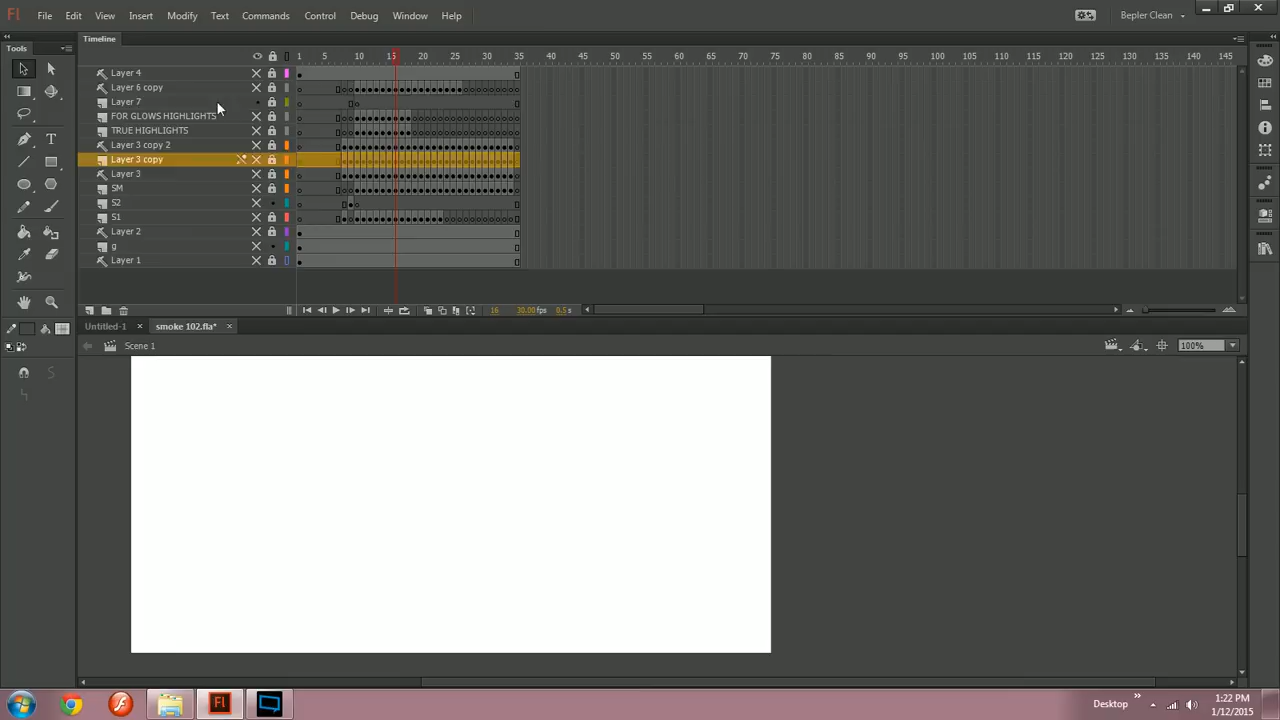 Fl File Edit View Insert Modify Text Commands Control Debug Window Help Bepler Clean
Tools Timeline
1 5 10 15 20 25 30 35 40 45 50 55 60 65 70 75 80 85 90 95 100 105 110 115 120 125 130 135 140 145
Layer 4
Layer 6 copy
Layer 7
FOR GLOWS HIGHLIGHTS
TRUE HIGHLIGHTS
Layer 3 copy 2
Layer 3 copy
Layer 3
SM
S2
S1
Layer 2
g
Layer 1
16 30.00fps 0.5s
Untitled-1 × smoke 102.fla* ×
Scene 1 100%
Fl Desktop 1:22 PM
1/12/2015